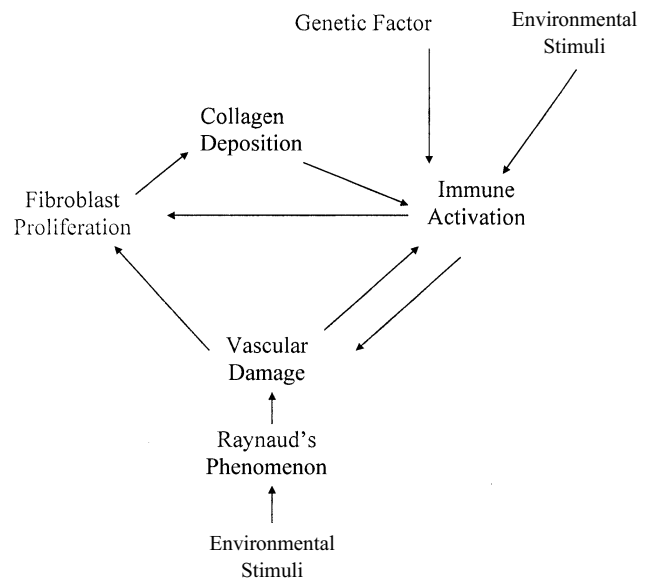 Genetic Factor
Environmental
Stimuli
Collagen
Deposition
Immune
Activation
Fibroblast
Proliferation
Vascular
Damage
Raynaud's
Phenomenon
Environmental
Stimuli